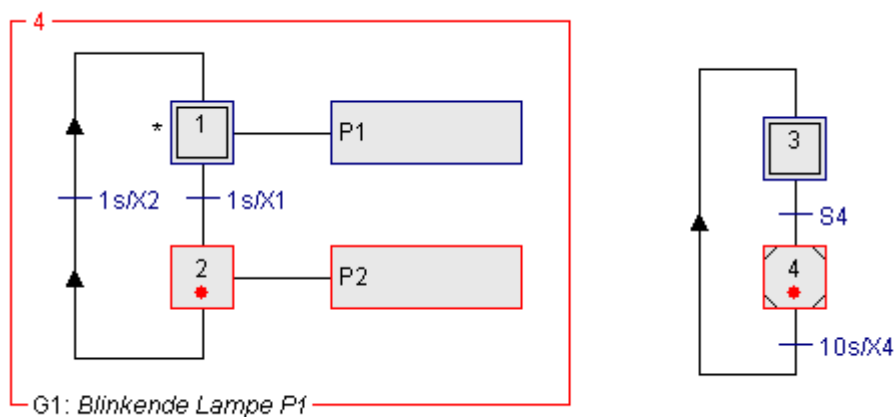 4
* 1 P1
1s/X2 1s/X1
2 P2
G1: Blinkende Lampe P1
3
S4
4
10s/X4